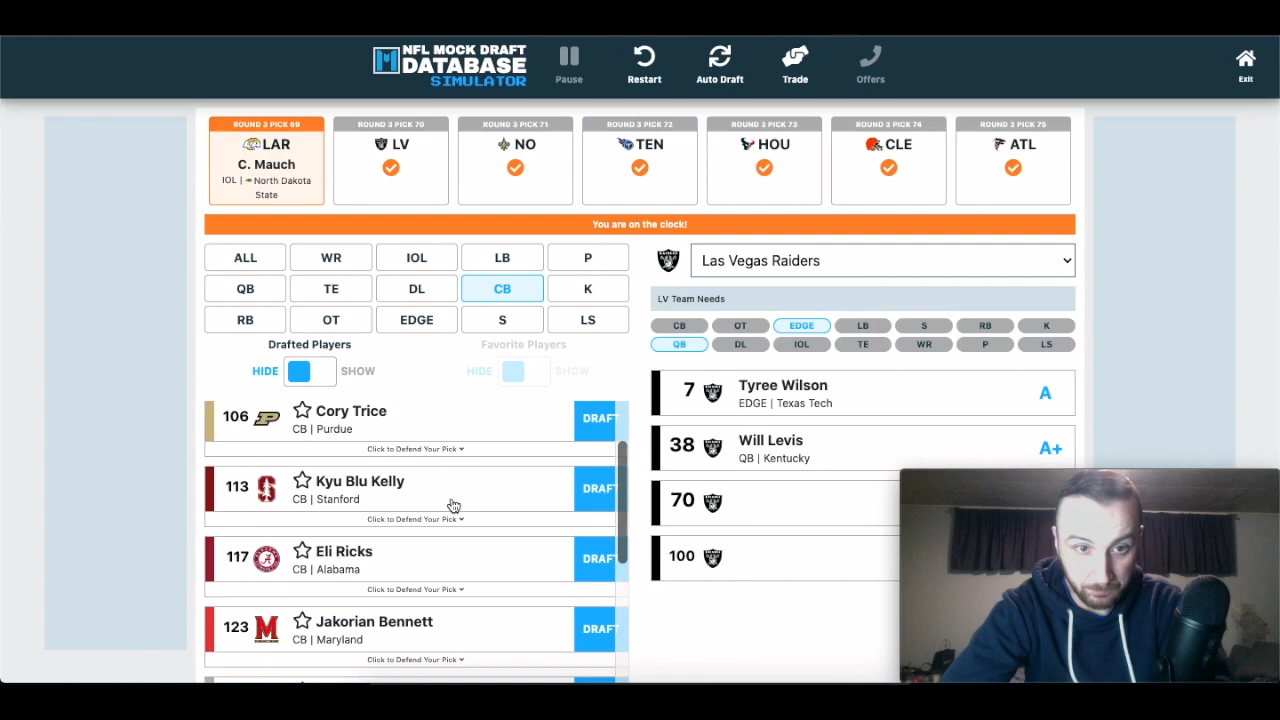 NFL MOCK DRAFT
DATABASE
SIMULATOR
Pause
Restart
Auto Draft
Trade
Offers
Exit
ROUND 3 PICK 69
LAR
C. Mauch
IOL | North Dakota
State
ROUND 3 PICK 70
LV
ROUND 3 PICK 71
NO
ROUND 3 PICK 72
TEN
ROUND 3 PICK 73
HOU
ROUND 3 PICK 74
CLE
ROUND 3 PICK 75
ATL
You are on the clock!
ALL WR IOL LB P
QB TE DL CB K
RB OT EDGE S LS
Drafted Players
HIDE SHOW
Favorite Players
HIDE SHOW
106 Cory Trice
CB | Purdue
DRAFT
Click to Defend Your Pick
113 Kyu Blu Kelly
CB | Stanford
DRAFT
Click to Defend Your Pick
117 Eli Ricks
CB | Alabama
DRAFT
Click to Defend Your Pick
123 Jakorian Bennett
CB | Maryland
DRAFT
Click to Defend Your Pick
Las Vegas Raiders
LV Team Needs
CB OT EDGE LB S RB K
QB DL IOL TE WR P LS
7 Tyree Wilson A
EDGE | Texas Tech
38 Will Levis A+
QB | Kentucky
70
100